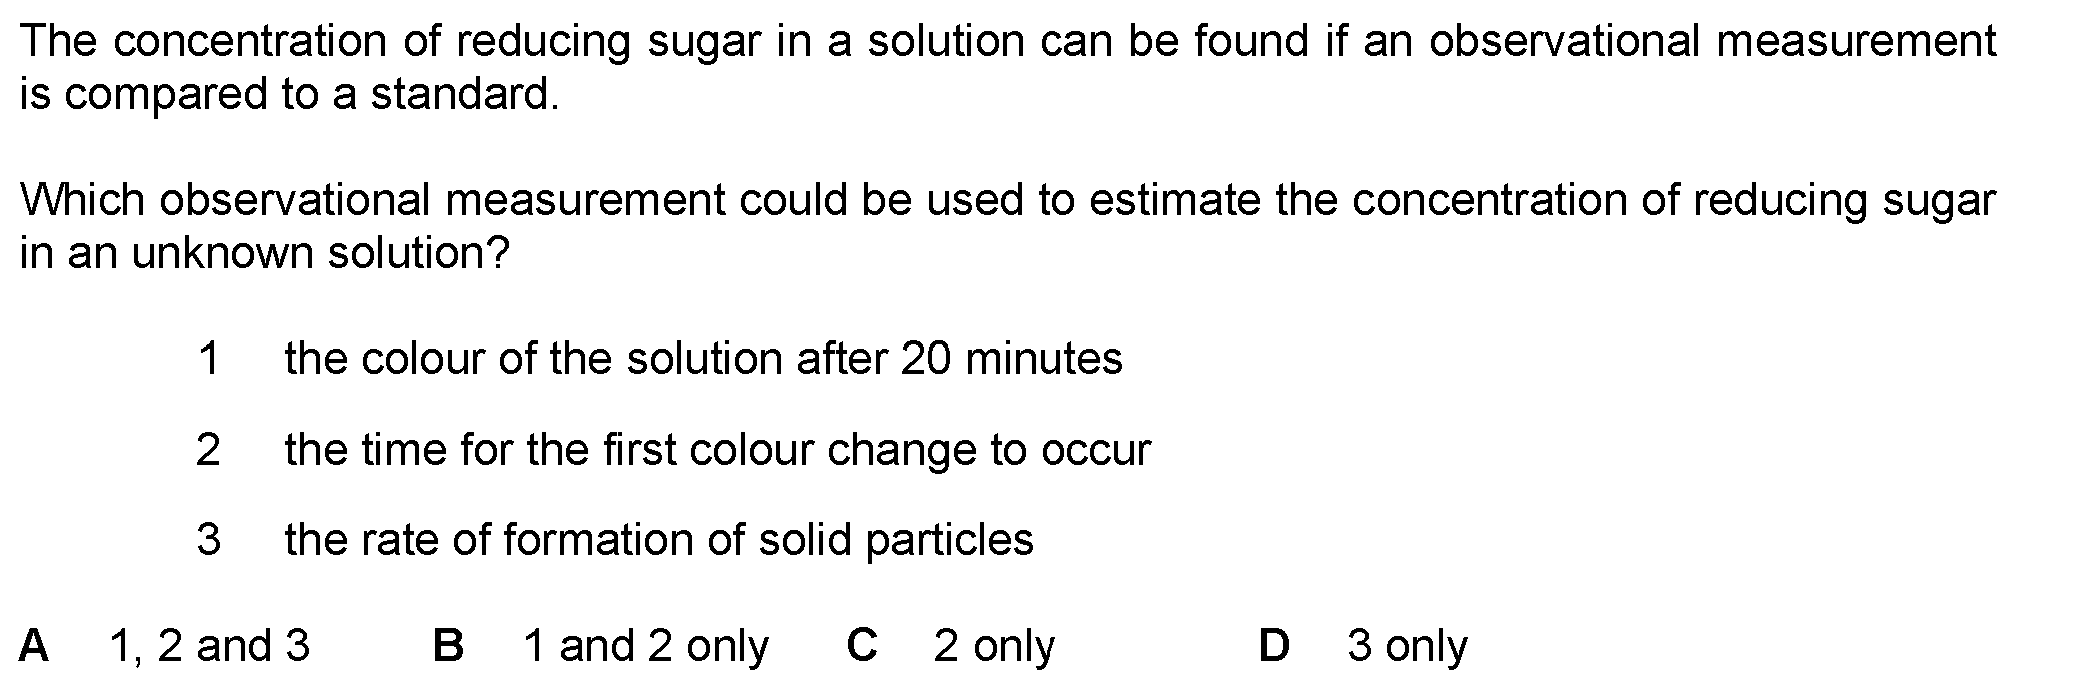 The concentration of reducing sugar in a solution can be found if an observational measurement
is compared to a standard.
Which observational measurement could be used to estimate the concentration of reducing sugar
in an unknown solution?
1 the colour of the solution after 20 minutes
2 the time for the first colour change to occur
3 the rate of formation of solid particles
A 1, 2 and 3 B 1 and 2 only C 2 only D 3 only